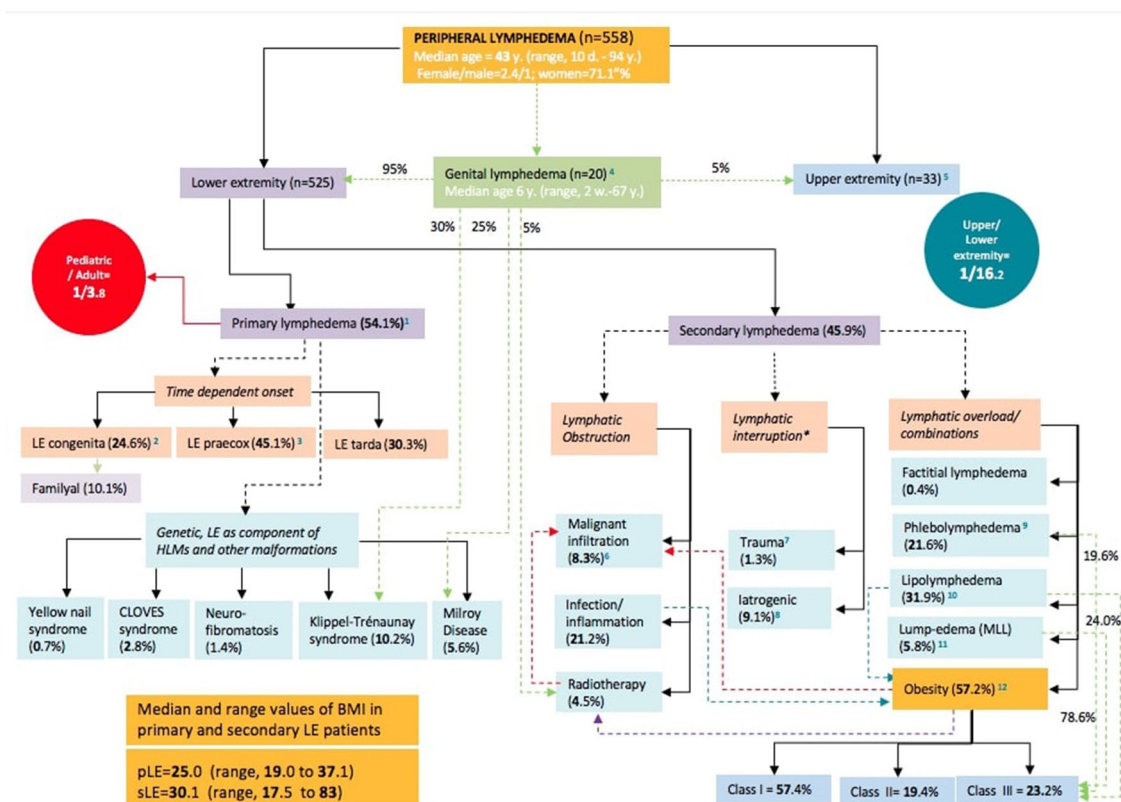 PERIPHERAL LYMPHEDEMA (n=558)
Median age = 43 y. (range, 10 d. - 94 y.)
Female/male=2.4/1; women=71.1"%
Lower extremity (n=525)
95%
Genital lymphedema (n=20) 4
Median age 6 y. (range, 2 w.-67 y.)
5%
Upper extremity (n=33) 5
30%
25%
5%
Pediatric
/ Adult=
1/3.8
Upper/
Lower
extremity=
1/16.2
Primary lymphedema (54.1%)1
Secondary lymphedema (45.9%)
Time dependent onset
LE congenita (24.6%) 2
LE praecox (45.1%) 3
LE tarda (30.3%)
Familyal (10.1%)
Genetic, LE as component of
HLMs and other malformations
Yellow nail
syndrome
(0.7%)
CLOVES
syndrome
(2.8%)
Neuro-
fibromatosis
(1.4%)
Klippel-Trénaunay
syndrome (10.2%)
Milroy
Disease
(5.6%)
Lymphatic
Obstruction
Lymphatic
interruption*
Lymphatic overload/
combinations
Malignant
infiltration
(8.3%)6
Infection/
inflammation
(21.2%)
Radiotherapy
(4.5%)
Trauma7
(1.3%)
Iatrogenic
(9.1%)8
Factitial lymphedema
(0.4%)
Phlebolymphedema 9
(21.6%)
19.6%
Lipolymphedema
(31.9%) 10
24.0%
Lump-edema (MLL)
(5.8%) 11
Obesity (57.2%) 12
78.6%
Class I = 57.4%
Class II= 19.4%
Class III = 23.2%
Median and range values of BMI in
primary and secondary LE patients
pLE=25.0 (range, 19.0 to 37.1)
sLE=30.1 (range, 17.5 to 83)